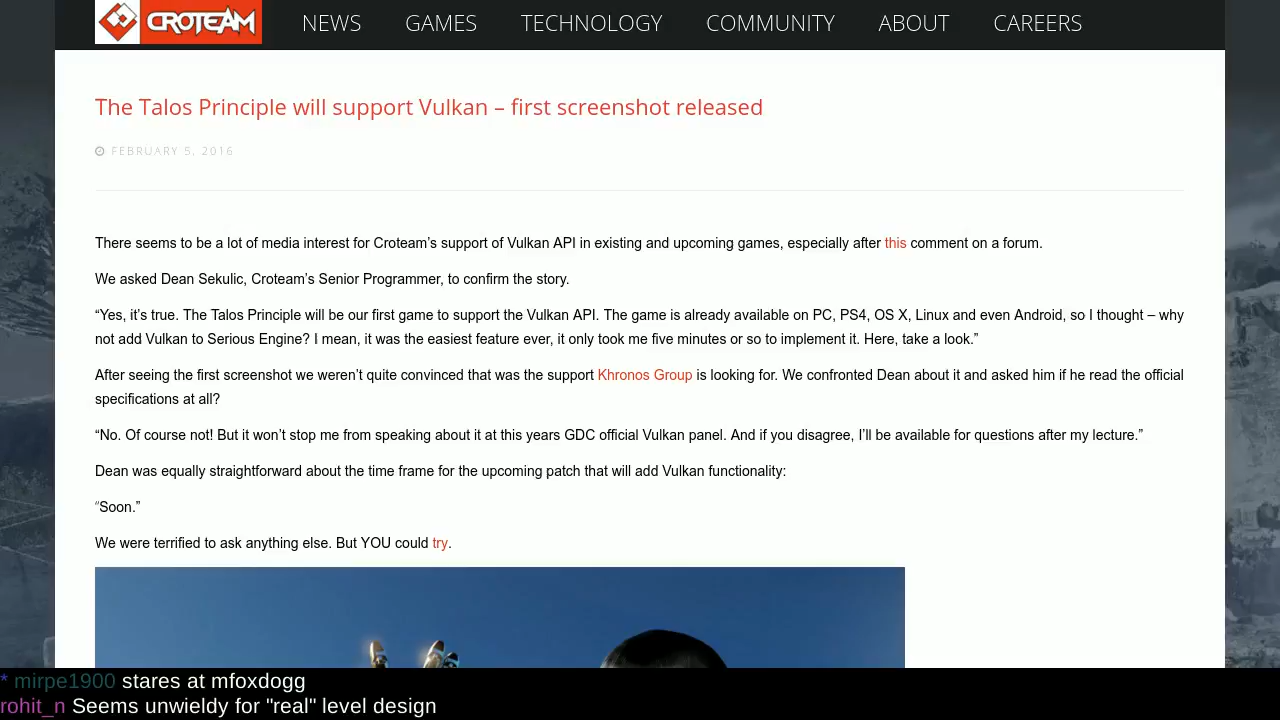 CROTEAM NEWS GAMES TECHNOLOGY COMMUNITY ABOUT CAREERS
The Talos Principle will support Vulkan – first screenshot released
FEBRUARY 5, 2016
There seems to be a lot of media interest for Croteam’s support of Vulkan API in existing and upcoming games, especially after this comment on a forum.
We asked Dean Sekulic, Croteam’s Senior Programmer, to confirm the story.
“Yes, it’s true. The Talos Principle will be our first game to support the Vulkan API. The game is already available on PC, PS4, OS X, Linux and even Android, so I thought – why
not add Vulkan to Serious Engine? I mean, it was the easiest feature ever, it only took me five minutes or so to implement it. Here, take a look.”
After seeing the first screenshot we weren’t quite convinced that was the support Khronos Group is looking for. We confronted Dean about it and asked him if he read the official
specifications at all?
“No. Of course not! But it won’t stop me from speaking about it at this years GDC official Vulkan panel. And if you disagree, I’ll be available for questions after my lecture.”
Dean was equally straightforward about the time frame for the upcoming patch that will add Vulkan functionality:
“Soon.”
We were terrified to ask anything else. But YOU could try.
* mirpe1900 stares at mfoxdogg
rohit_n Seems unwieldy for "real" level design